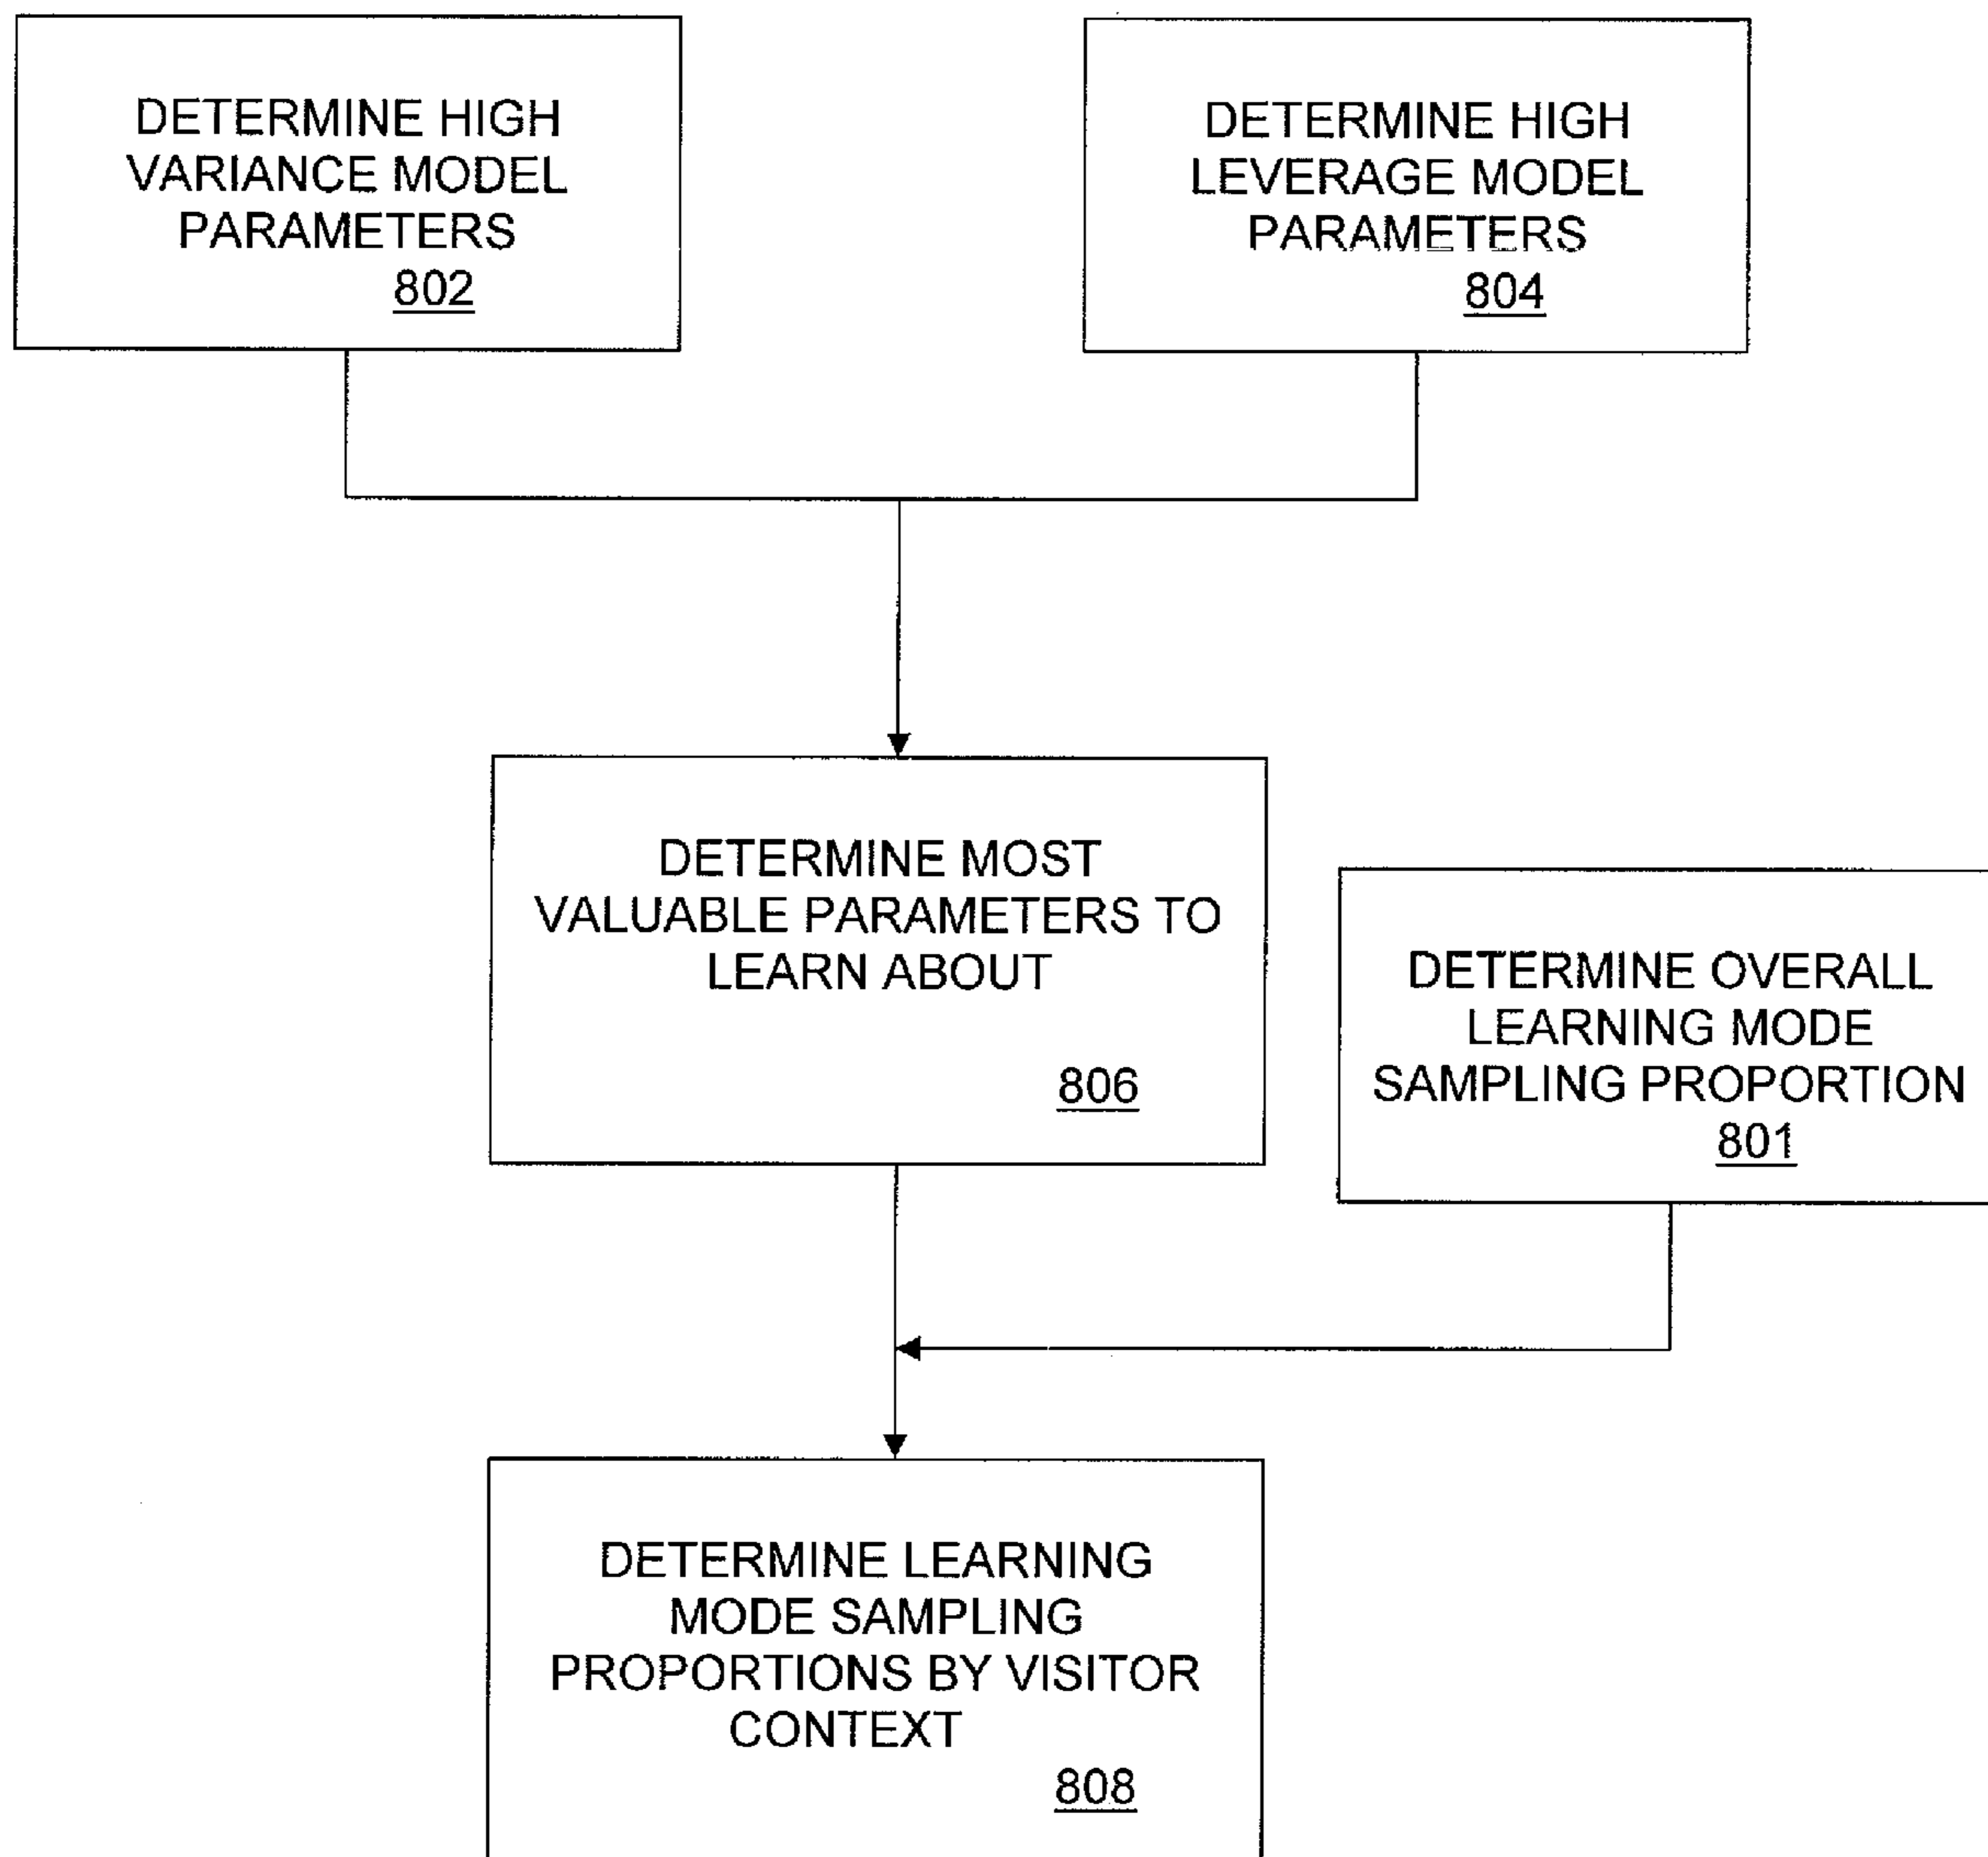 DETERMINE HIGH
VARIANCE MODEL
PARAMETERS
802
DETERMINE HIGH
LEVERAGE MODEL
PARAMETERS
804
DETERMINE MOST
VALUABLE PARAMETERS TO
LEARN ABOUT
806
DETERMINE OVERALL
LEARNING MODE
SAMPLING PROPORTION
801
DETERMINE LEARNING
MODE SAMPLING
PROPORTIONS BY VISITOR
CONTEXT
808